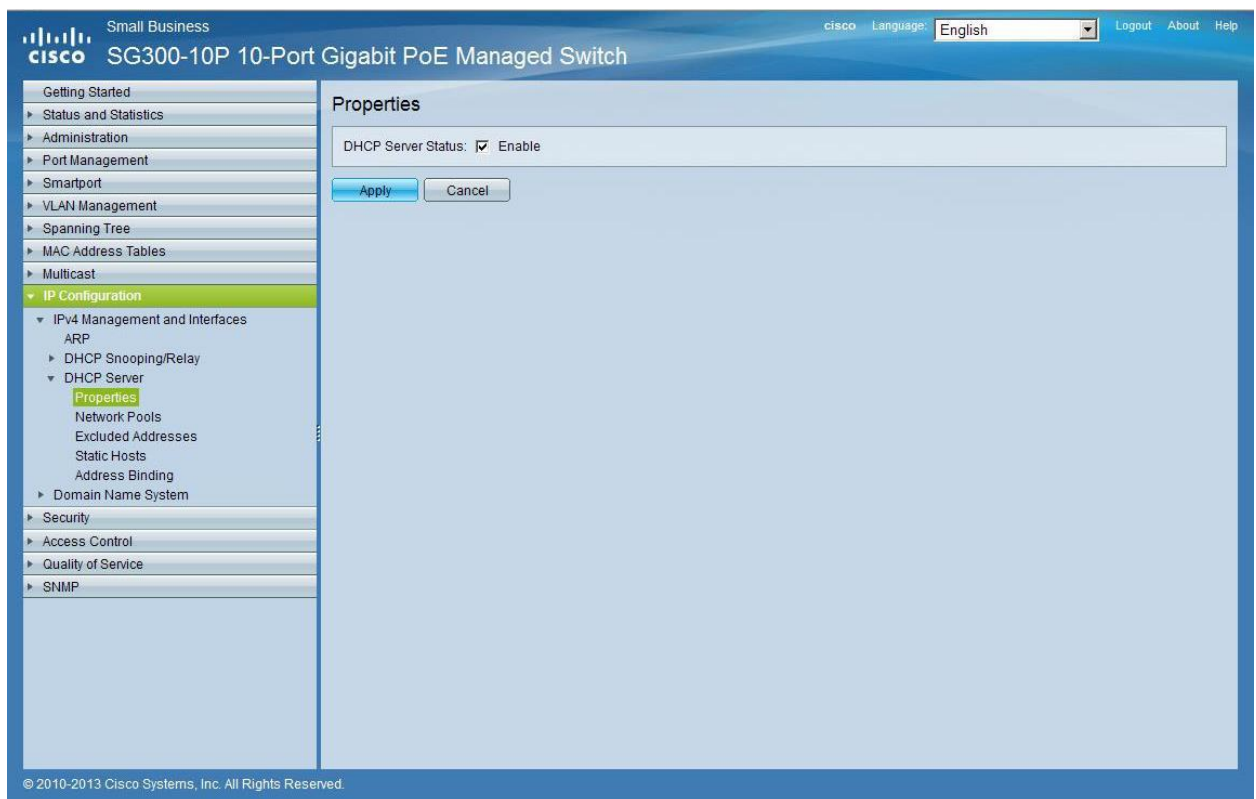 Small Business
cisco Language: English Logout About Help
CISCO SG300-10P 10-Port Gigabit PoE Managed Switch
Getting Started
Status and Statistics
Administration
Port Management
Smartport
VLAN Management
Spanning Tree
MAC Address Tables
Multicast
IP Configuration
IPv4 Management and Interfaces
ARP
DHCP Snooping/Relay
DHCP Server
Properties
Network Pools
Excluded Addresses
Static Hosts
Address Binding
Domain Name System
Security
Access Control
Quality of Service
SNMP
Properties
DHCP Server Status: Enable
Apply Cancel
© 2010-2013 Cisco Systems, Inc. All Rights Reserved.